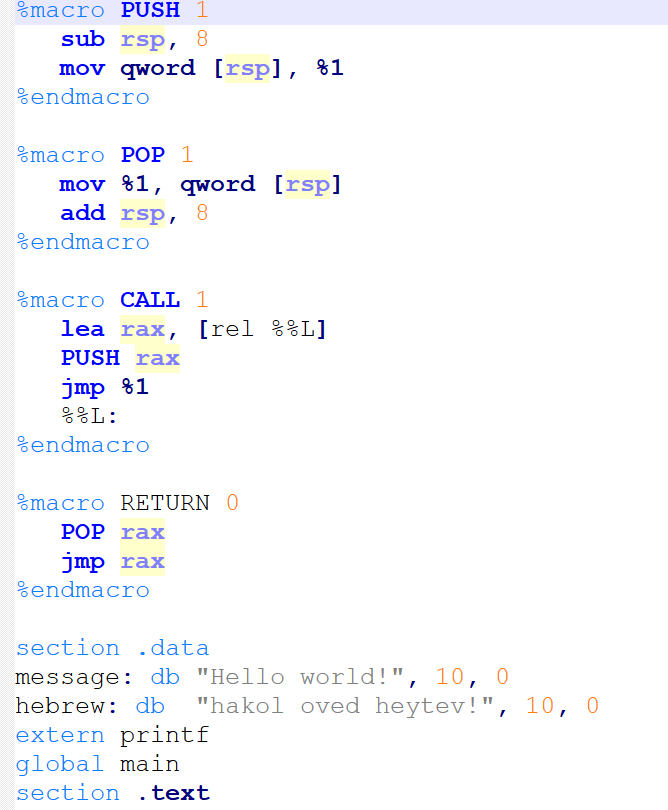 %macro PUSH 1
sub rsp, 8
mov qword [rsp], %1
%endmacro
%macro POP 1
mov %1, qword [rsp]
add rsp, 8
%endmacro
%macro CALL 1
lea rax, [rel %%L]
PUSH rax
jmp %1
%%L:
%endmacro
%macro RETURN 0
POP rax
jmp rax
%endmacro
section .data
message: db "Hello world!", 10, 0
hebrew: db  "hakol oved heytev!", 10, 0
extern printf
global main
section .text